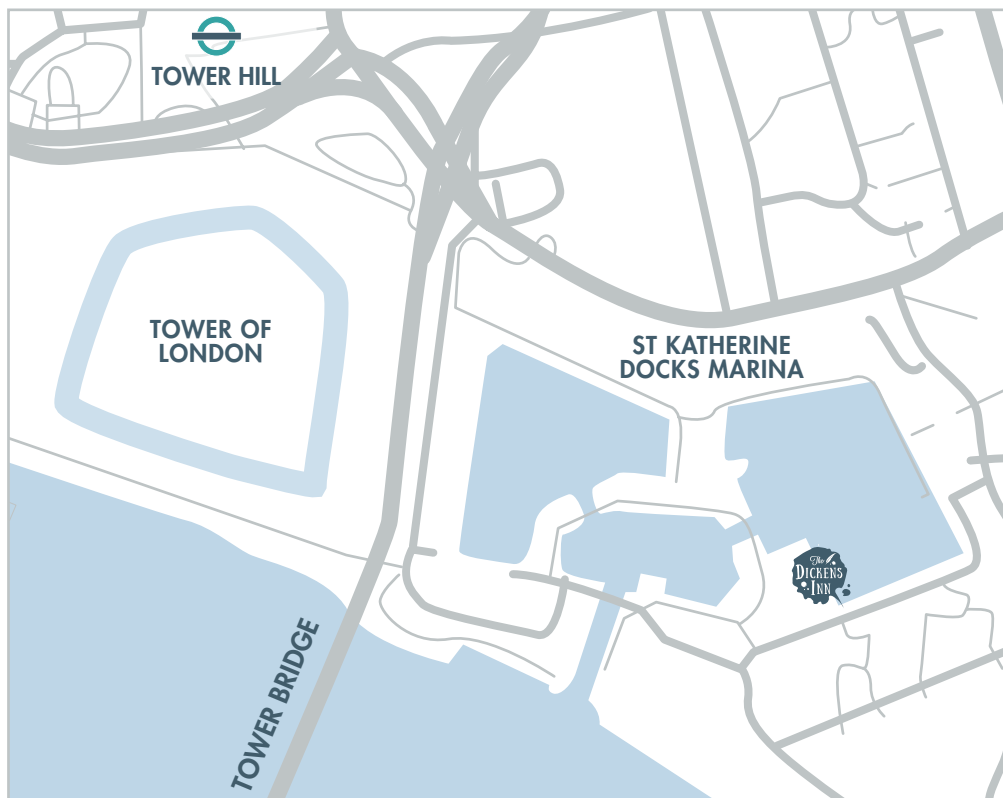 TOWER HILL
TOWER OF
LONDON
ST KATHERINE
DOCKS MARINA
The
DICKENS
INN
TOWER BRIDGE